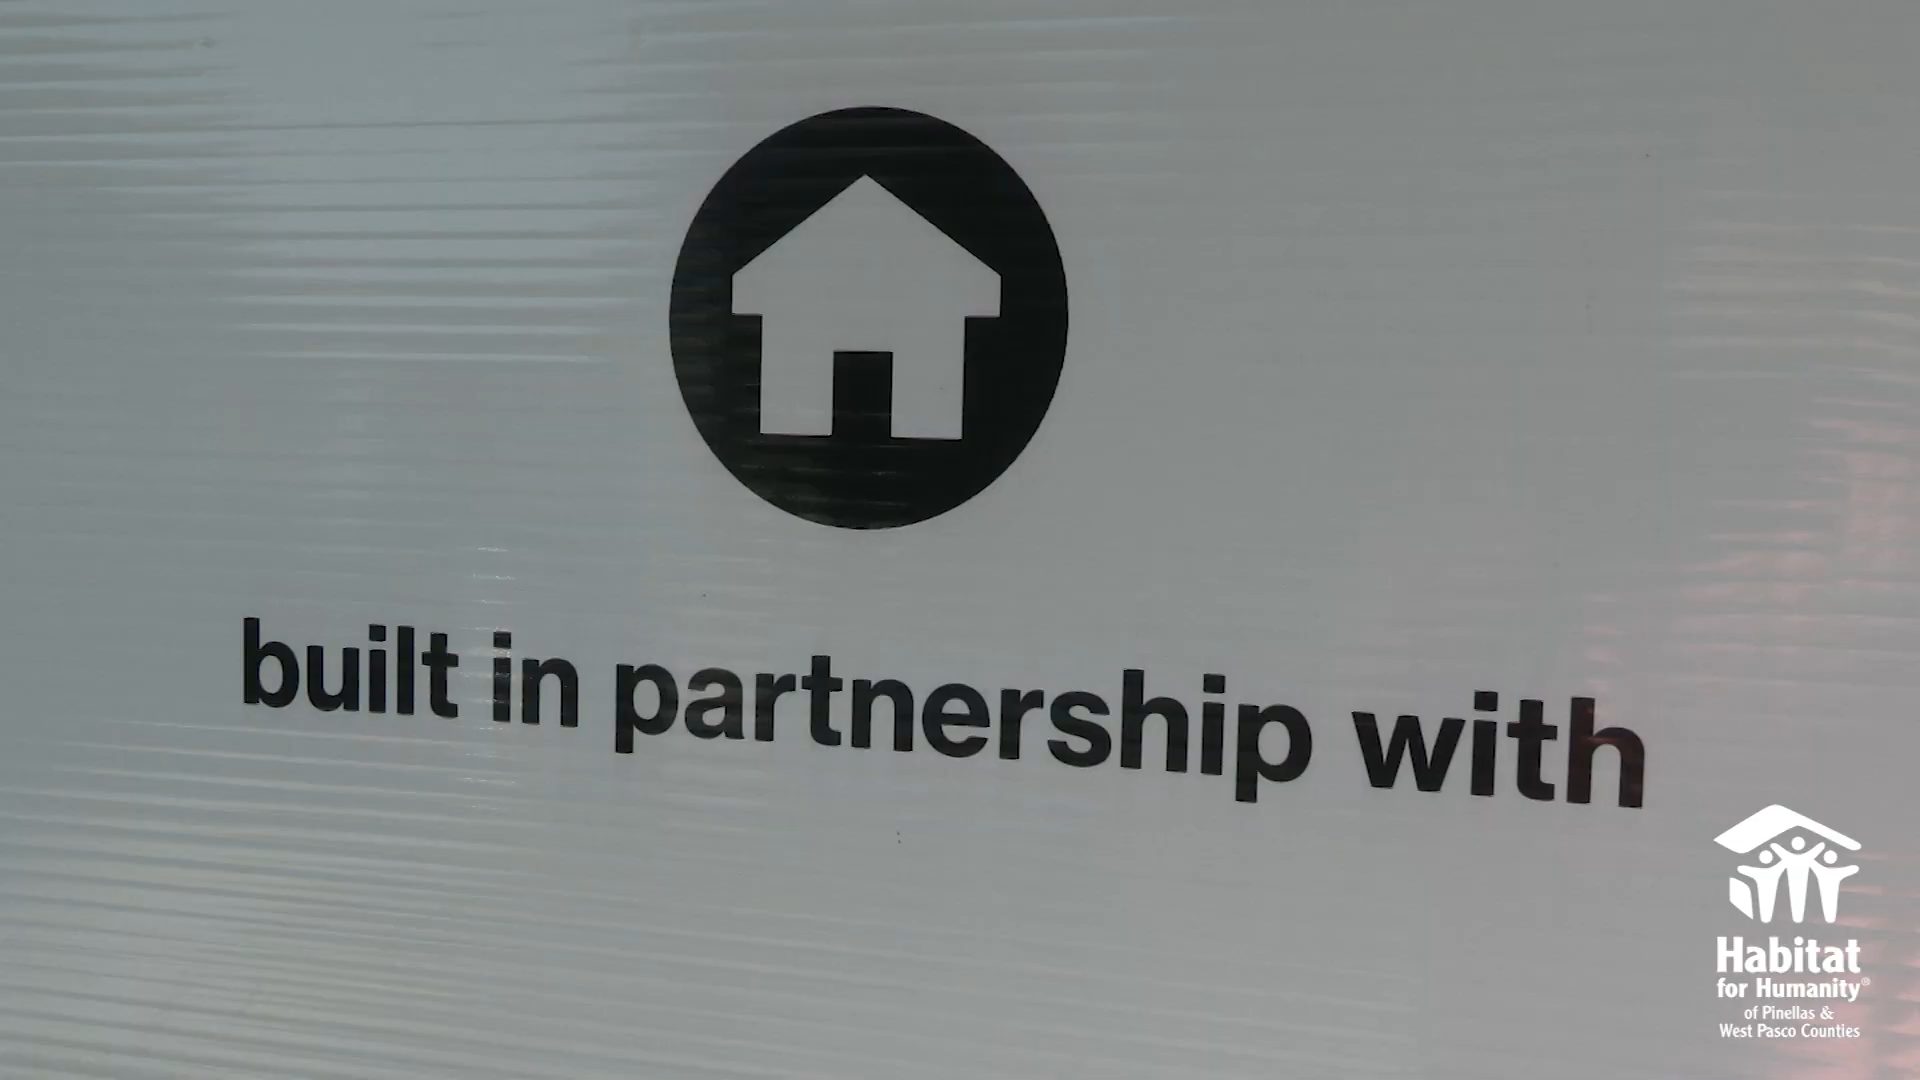 built in partnership with
Habitat
for Humanity®
of Pinellas &
West Pasco Counties